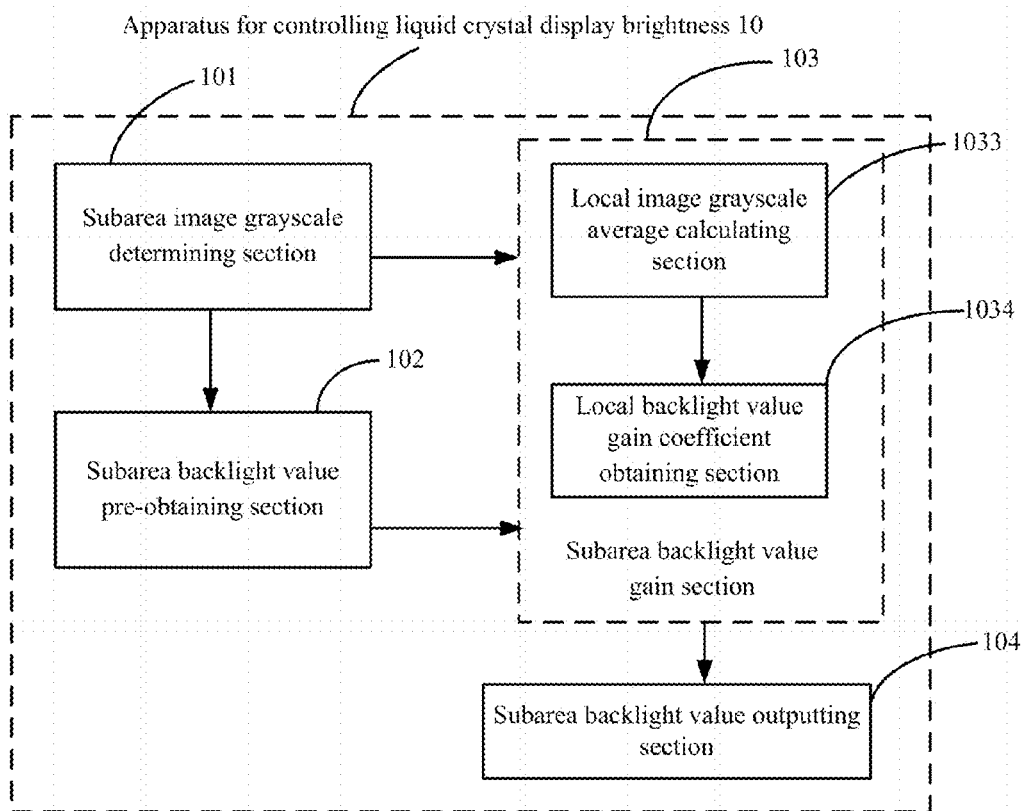 Apparatus for controlling liquid crystal display brightness 10
101
103
1033
Subarea image grayscale
determining section
Local image grayscale
average calculating
section
1034
102
Subarea backlight value
pre-obtaining section
Local backlight value
gain coefficient
obtaining section
Subarea backlight value
gain section
104
Subarea backlight value outputting
section